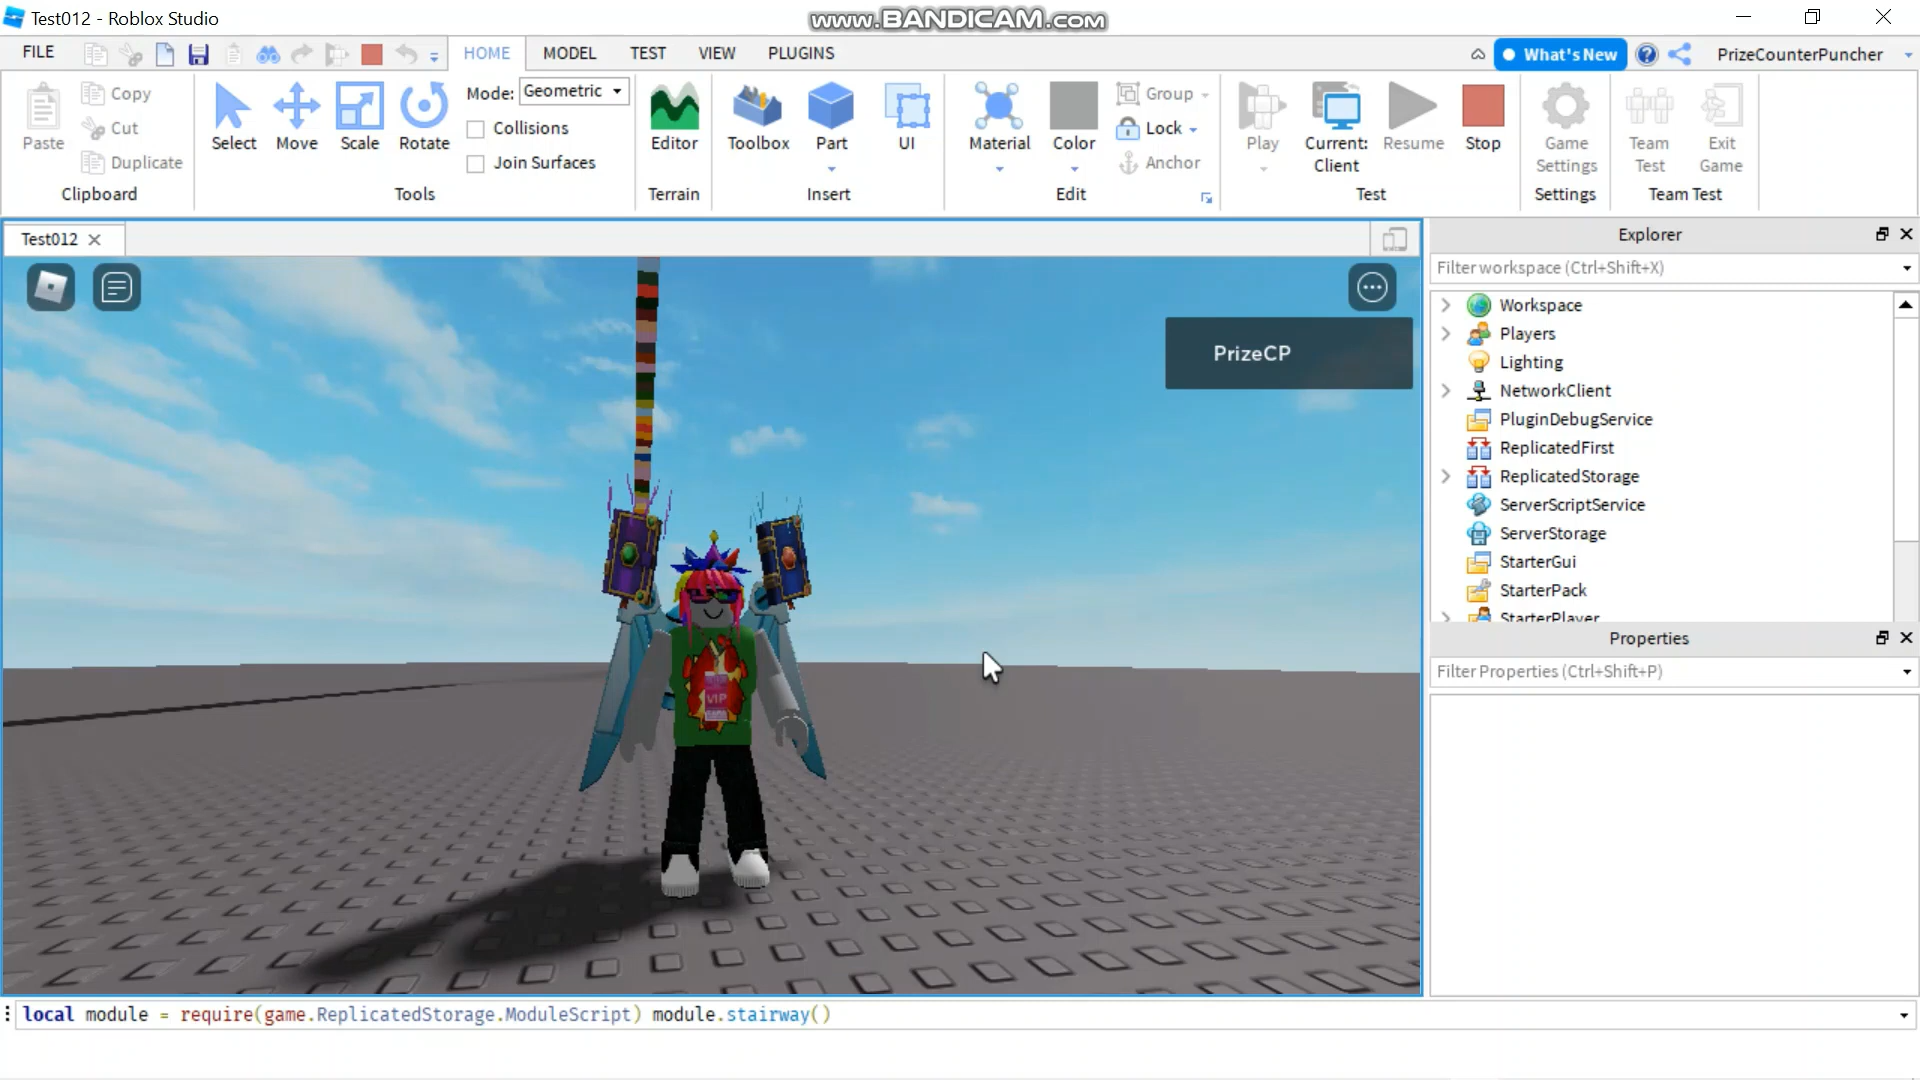 Test012 - Roblox Studio
www.BANDICAM.com
FILE
HOME
MODEL
TEST
VIEW
PLUGINS
What's New
PrizeCounterPuncher
Paste
Copy
Cut
Duplicate
Clipboard
Select
Move
Scale
Rotate
Mode: Geometric
Collisions
Join Surfaces
Tools
Editor
Terrain
Toolbox
Part
UI
Insert
Material
Color
Group
Lock
Anchor
Edit
Play
Current:
Client
Resume
Stop
Test
Game
Settings
Settings
Team
Test
Exit
Game
Team Test
Test012
PrizeCP
VIP
Explorer
Filter workspace (Ctrl+Shift+X)
Workspace
Players
Lighting
NetworkClient
PluginDebugService
ReplicatedFirst
ReplicatedStorage
ServerScriptService
ServerStorage
StarterGui
StarterPack
StarterPlayer
Properties
Filter Properties (Ctrl+Shift+P)
local module = require(game.ReplicatedStorage.ModuleScript) module.stairway()